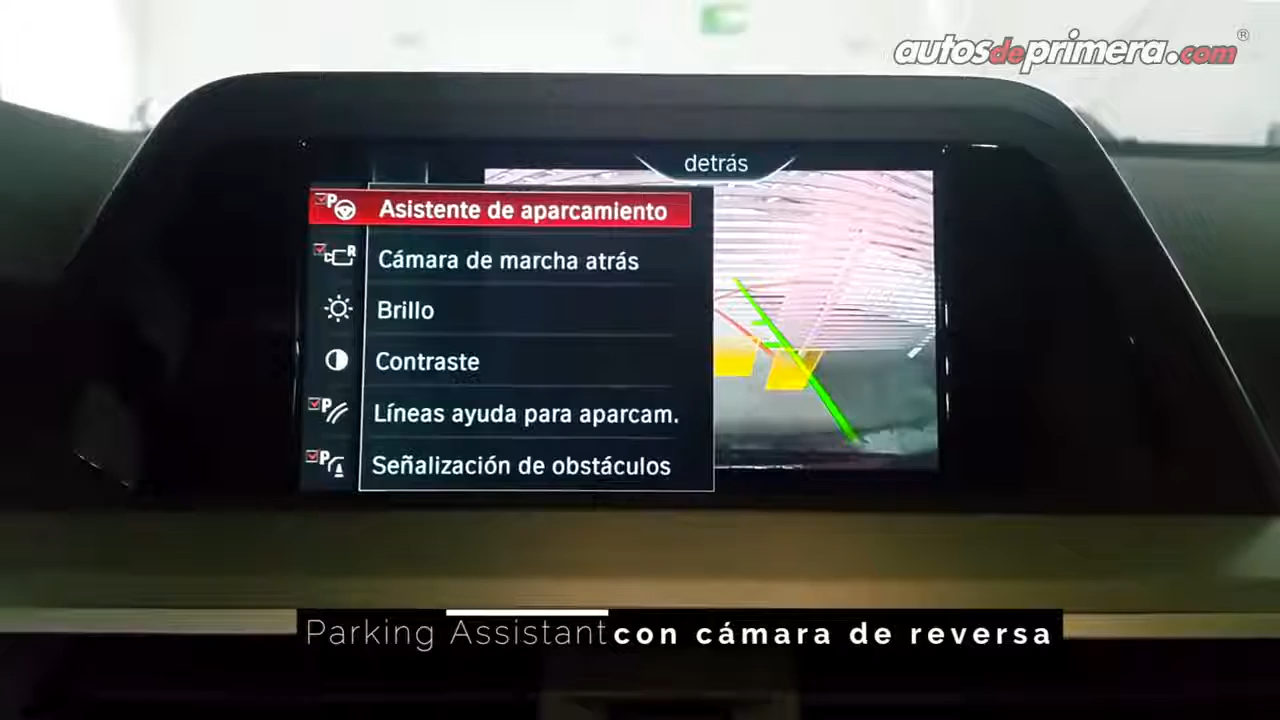 autosdeprimera.com®
detrás
P Asistente de aparcamiento
R Cámara de marcha atrás
Brillo
Contraste
P Líneas ayuda para aparcam.
P Señalización de obstáculos
Parking Assistant con cámara de reversa